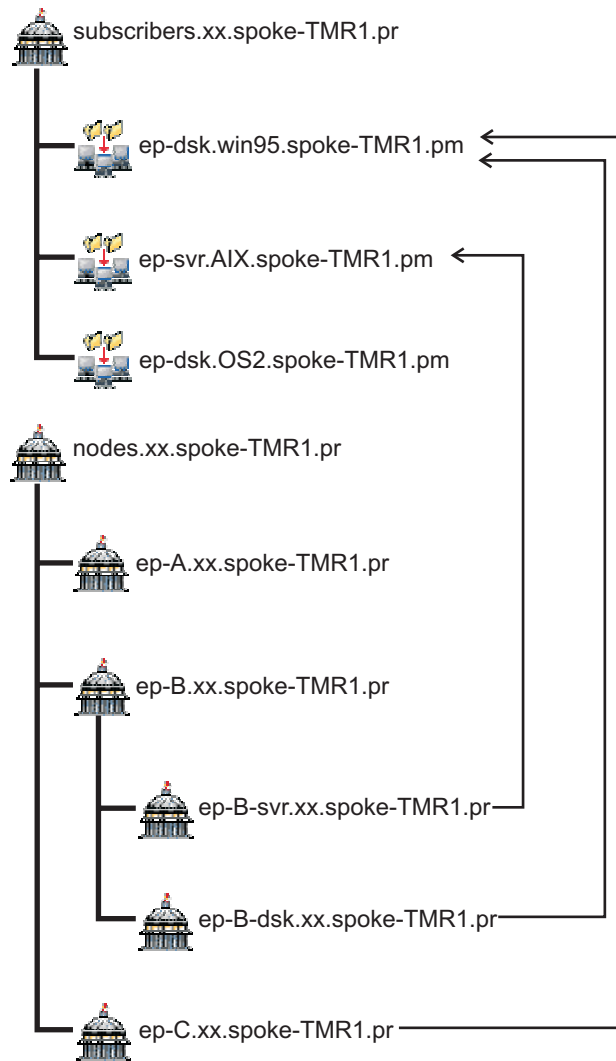 subscribers.xx.spoke-TMR1.pr
ep-dsk.win95.spoke-TMR1.pm
ep-svr.AIX.spoke-TMR1.pm
ep-dsk.OS2.spoke-TMR1.pm
nodes.xx.spoke-TMR1.pr
ep-A.xx.spoke-TMR1.pr
ep-B.xx.spoke-TMR1.pr
ep-B-svr.xx.spoke-TMR1.pr
ep-B-dsk.xx.spoke-TMR1.pr
ep-C.xx.spoke-TMR1.pr